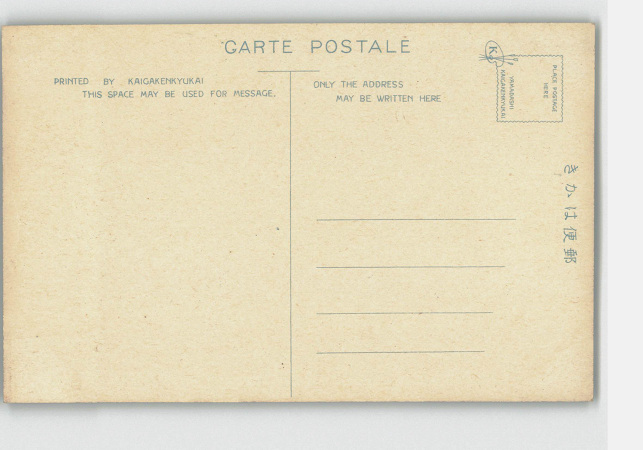 CARTE POSTALE
PRINTED BY KAIGAKENKYUKAI
THIS SPACE MAY BE USED FOR MESSAGE.
ONLY THE ADDRESS
MAY BE WRITTEN HERE
K
PLACE POSTAGE
HERE
KAIGAKENKYUKAI
きかは便郵